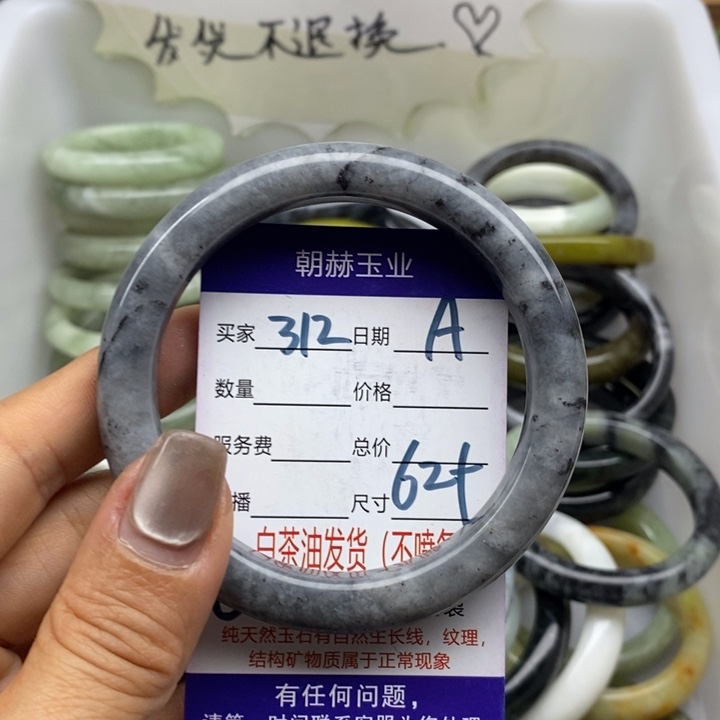 不退换
朝赫玉业
买家 312 日期 A
数量 价格
服务费 总价
播 尺寸 62+
白茶油发货（不喷
纯天然玉石有自然生长线，纹理，
结构矿物质属于正常现象
有任何问题，